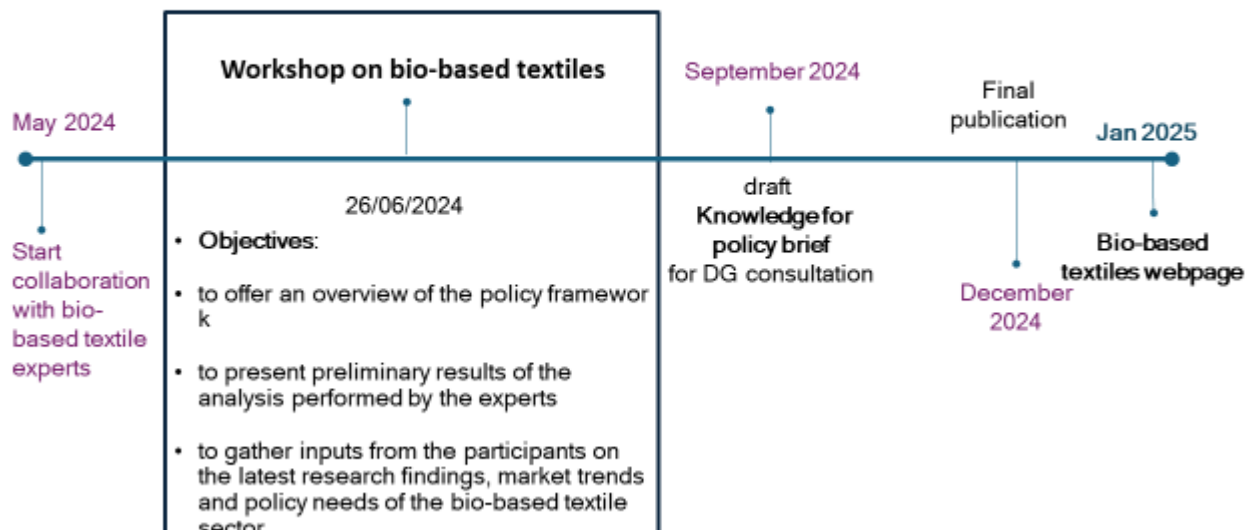 May 2024
Start
collaboration
with bio-
based textile
experts
Workshop on bio-based textiles
26/06/2024
• Objectives:
• to offer an overview of the policy framewor
k
• to present preliminary results of the
analysis performed by the experts
• to gather inputs from the participants on
the latest research findings, market trends
and policy needs of the bio-based textile
sector
September 2024
draft
Knowledge for
policy brief
for DG consultation
Final
publication
December
2024
Jan 2025
Bio-based
textiles webpage